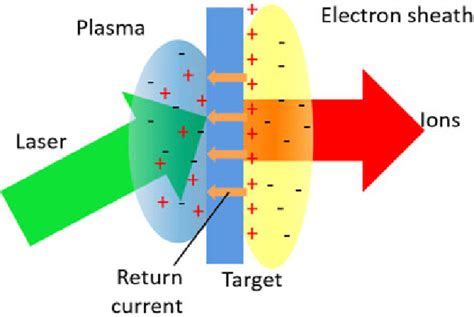 Electron sheath
Plasma
Laser
Ions
Return
current
Target